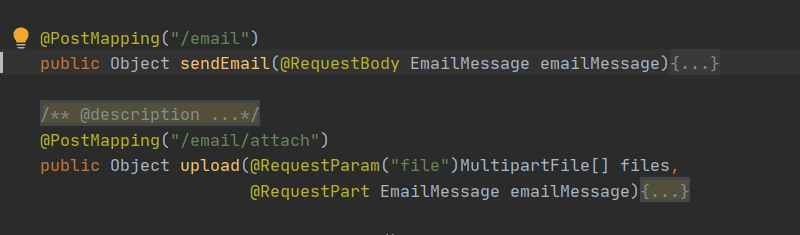 @PostMapping("/email")
public Object sendEmail(@RequestBody EmailMessage emailMessage){...}
/** @description ...*/
@PostMapping("/email/attach")
public Object upload(@RequestParam("file")MultipartFile[] files,
@RequestPart EmailMessage emailMessage){...}